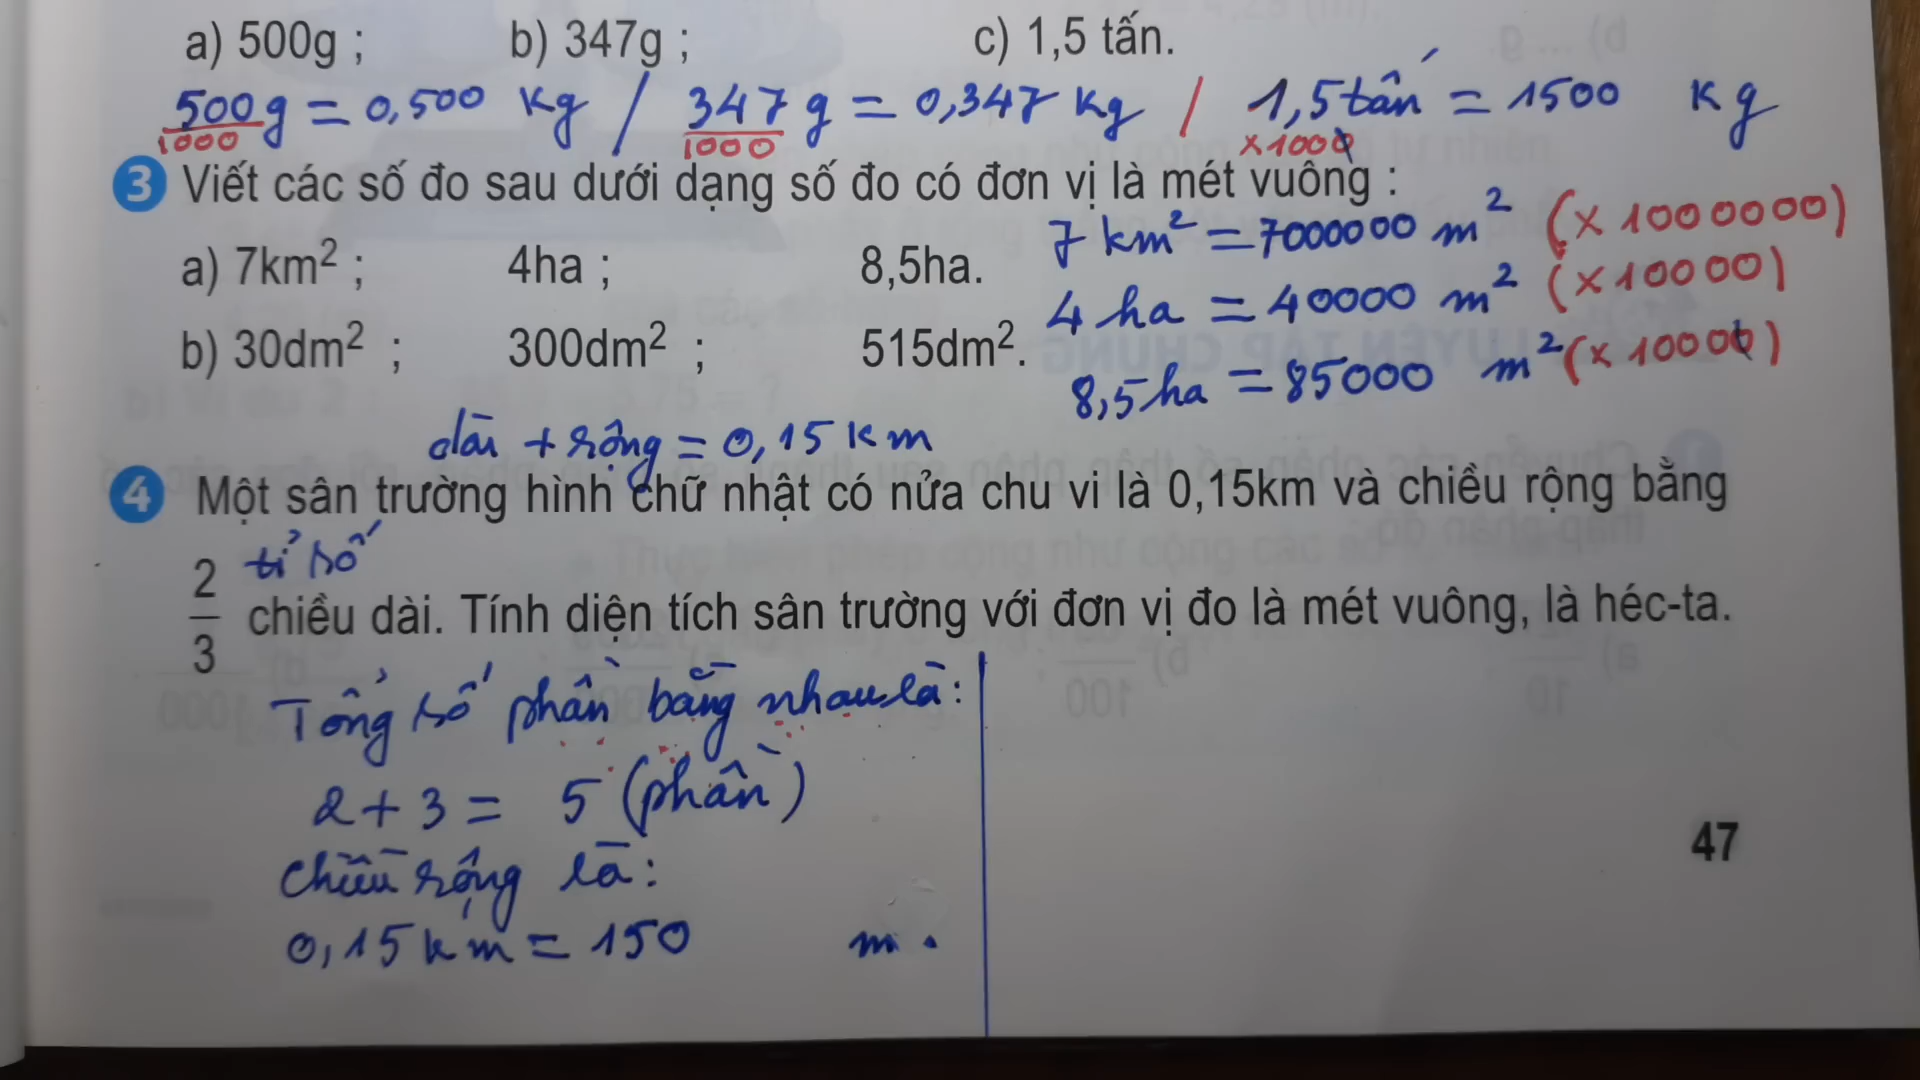 a) 500g ; b) 347g ; c) 1,5 tấn.
500g = 0,500 kg / 347 g = 0,347 kg / 1,5 tấn = 1500 kg
1000 1000 x1000
3 Viết các số đo sau dưới dạng số đo có đơn vị là mét vuông :
7 km² = 7000000 m² (x 1000000)
a) 7km² ; 4ha ; 8,5ha.
4 ha = 40000 m² (x 10000)
b) 30dm² ; 300dm² ; 515dm².
8,5 ha = 85000 m² (x 10000)
dài + rộng = 0,15 km
4 Một sân trường hình chữ nhật có nửa chu vi là 0,15km và chiều rộng bằng
tỉ số
2/3 chiều dài. Tính diện tích sân trường với đơn vị đo là mét vuông, là héc-ta.
Tổng số phần bằng nhau là:
2 + 3 = 5 (phần)
chiều rộng là:
0,15 km = 150 m.
47